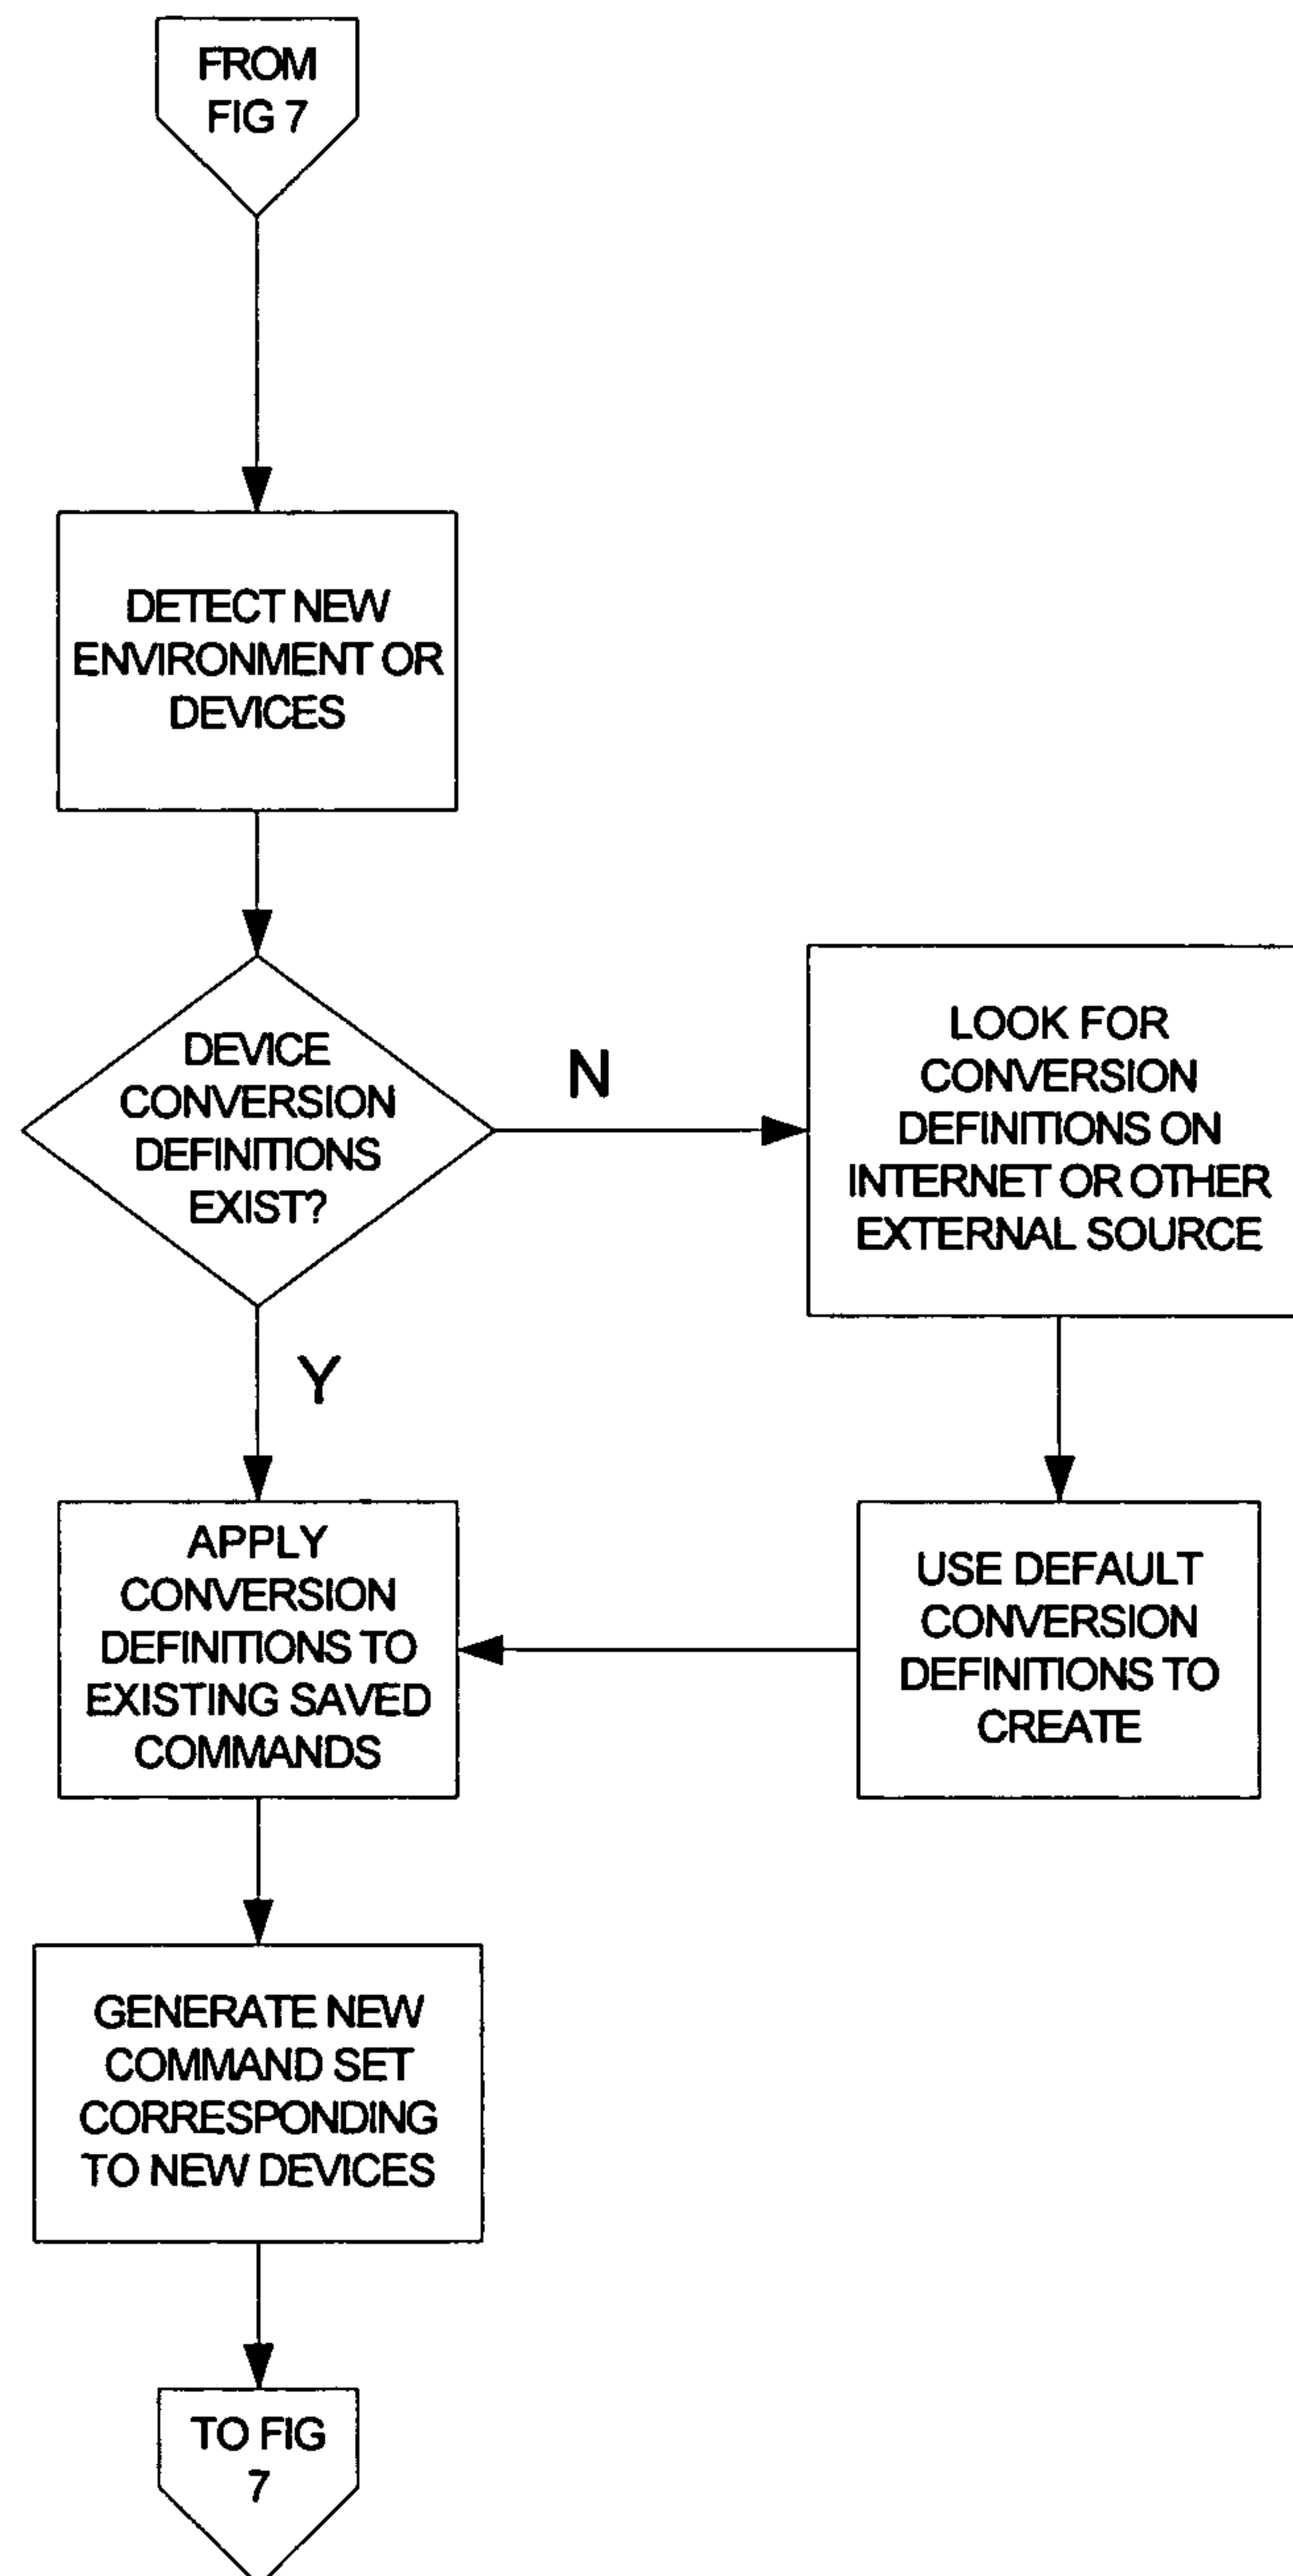 FROM
FIG 7
DETECT NEW
ENVIRONMENT OR
DEVICES
DEVICE
CONVERSION
DEFINITIONS
EXIST?
N
LOOK FOR
CONVERSION
DEFINITIONS ON
INTERNET OR OTHER
EXTERNAL SOURCE
Y
APPLY
CONVERSION
DEFINITIONS TO
EXISTING SAVED
COMMANDS
USE DEFAULT
CONVERSION
DEFINITIONS TO
CREATE
GENERATE NEW
COMMAND SET
CORRESPONDING
TO NEW DEVICES
TO FIG
7